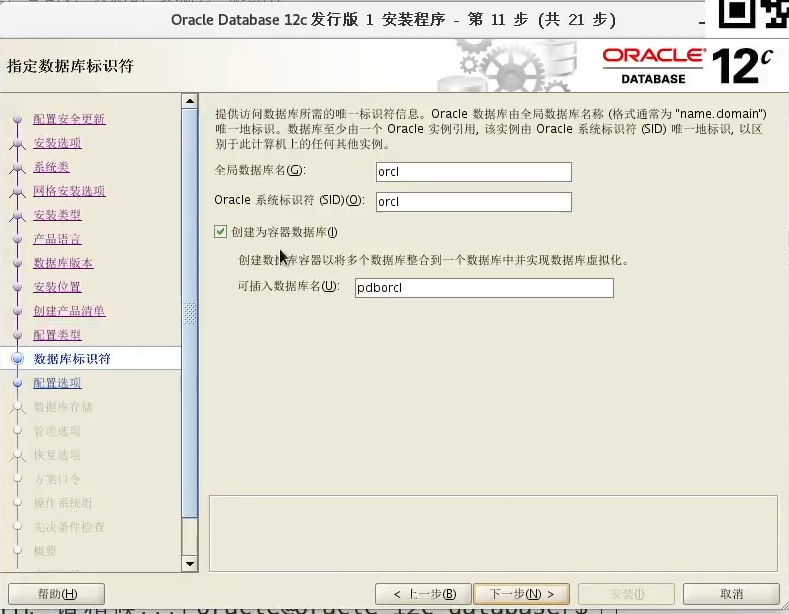 Oracle Database 12c 发行版 1 安装程序 - 第 11 步 (共 21 步)
指定数据库标识符
ORACLE
DATABASE
12c
配置安全更新
安装选项
系统类
网格安装选项
安装类型
产品语言
数据库版本
安装位置
创建产品清单
配置类型
数据库标识符
配置选项
数据库存储
管理选项
恢复选项
方案口令
操作系统组
先决条件检查
概要
提供访问数据库所需的唯一标识符信息。Oracle 数据库由全局数据库名称 (格式通常为 "name.domain")
唯一地标识。数据库至少由一个 Oracle 实例引用, 该实例由 Oracle 系统标识符 (SID) 唯一地标识, 以区
别于此计算机上的任何其他实例。
全局数据库名(G): orcl
Oracle 系统标识符 (SID)(O): orcl
创建为容器数据库(I)
创建数据库容器以将多个数据库整合到一个数据库中并实现数据库虚拟化。
可插入数据库名(U): pdborcl
帮助(H) < 上一步(B) 下一步(N) > 安装(I) 取消